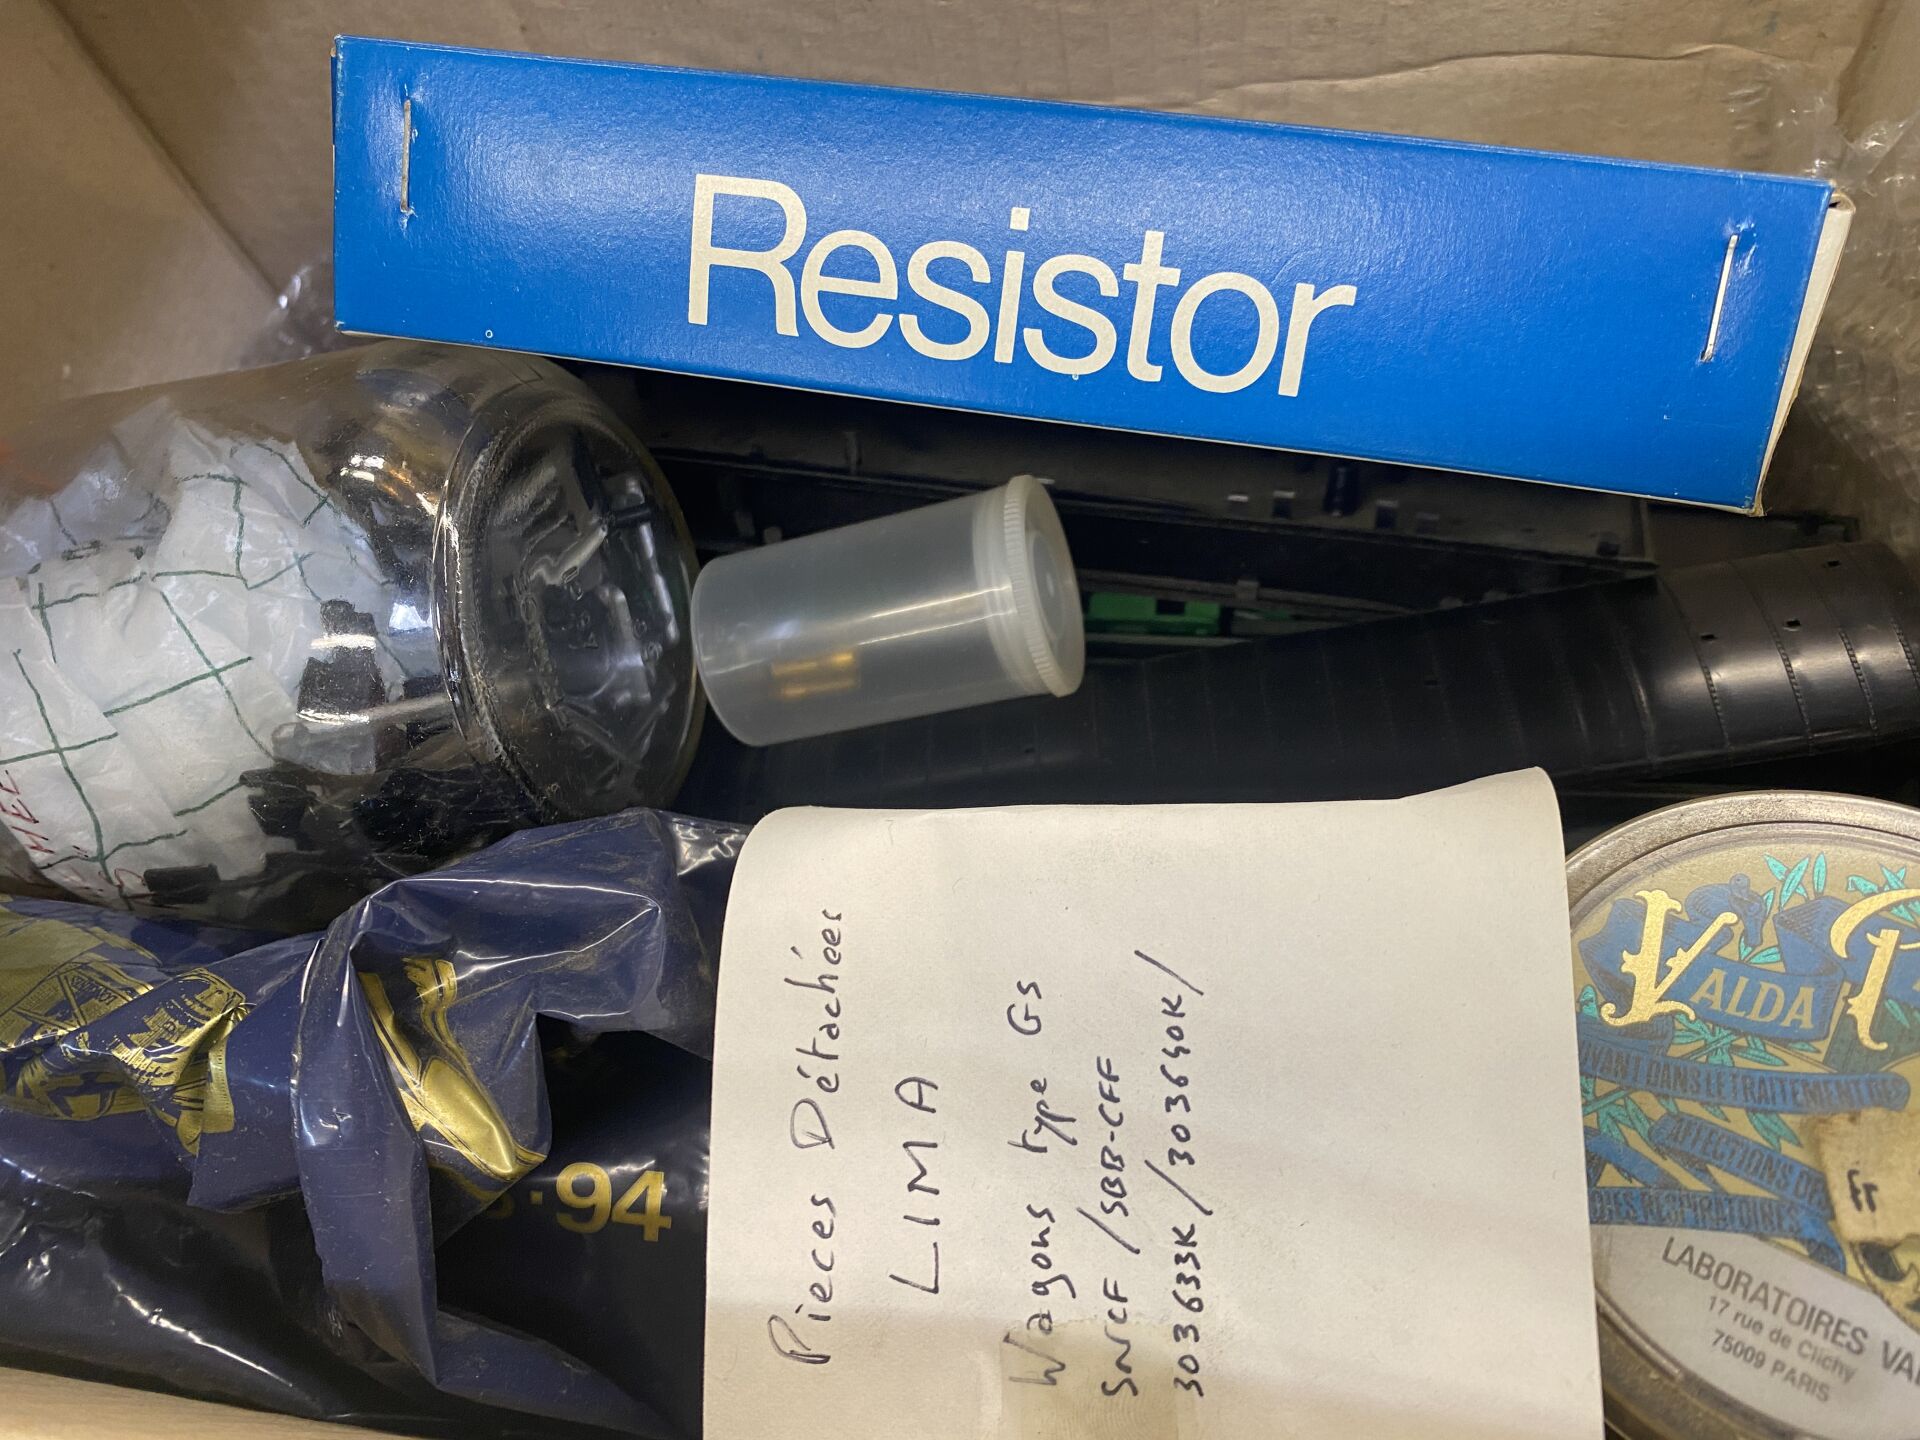 Resistor
Pieces Détachées
LIMA
Wagons type Gs
SNCF / SBB-CFF
303633K / 303640K /
VALDA
AFFECTIONS DES
RESPIRATOIRES
LABORATOIRES
17 rue de Clichy
75009 PARIS
94